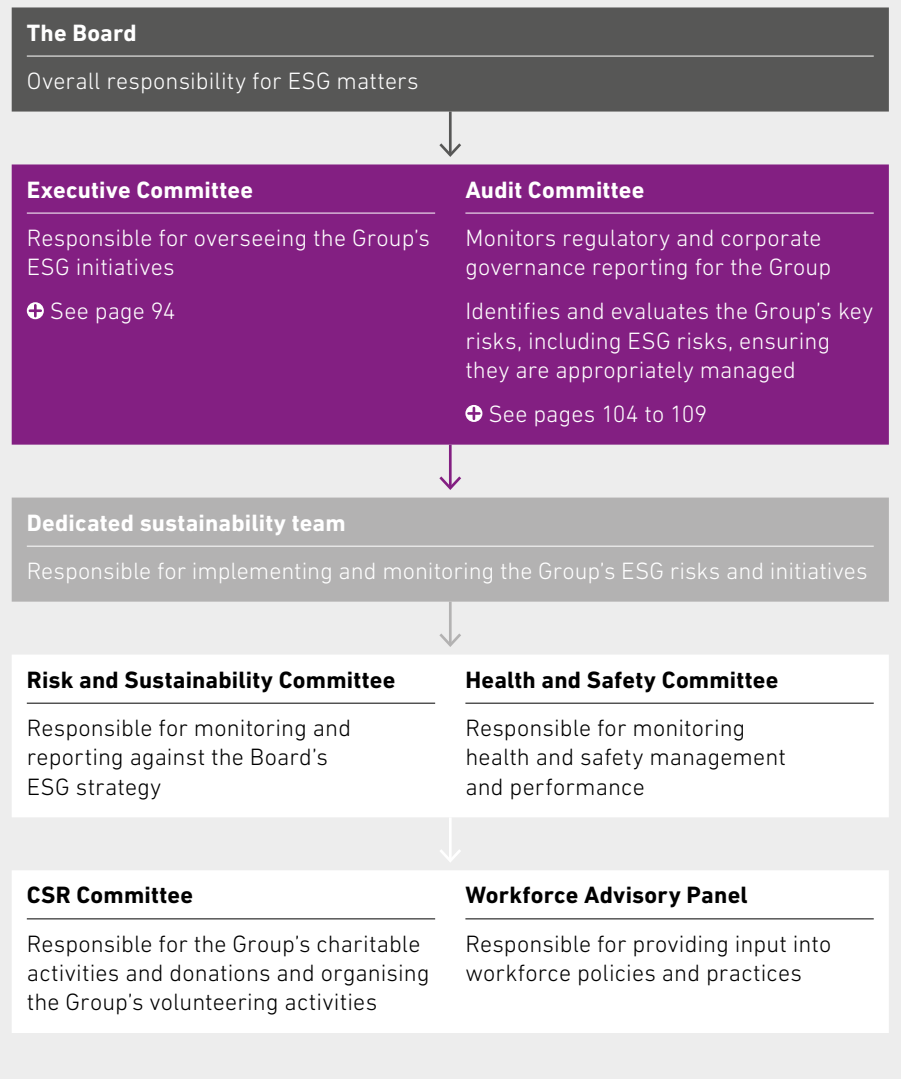 The Board
Overall responsibility for ESG matters
Executive Committee
Responsible for overseeing the Group’s
ESG initiatives
See page 94
Audit Committee
Monitors regulatory and corporate
governance reporting for the Group
Identifies and evaluates the Group’s key
risks, including ESG risks, ensuring
they are appropriately managed
See pages 104 to 109
Dedicated sustainability team
Responsible for implementing and monitoring the Group’s ESG risks and initiatives
Risk and Sustainability Committee
Responsible for monitoring and
reporting against the Board’s
ESG strategy
Health and Safety Committee
Responsible for monitoring
health and safety management
and performance
CSR Committee
Responsible for the Group’s charitable
activities and donations and organising
the Group’s volunteering activities
Workforce Advisory Panel
Responsible for providing input into
workforce policies and practices